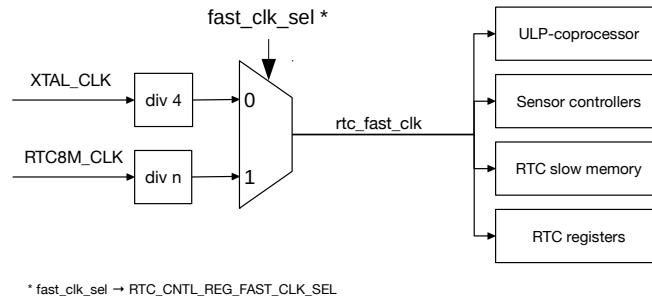 fast_clk_sel *
ULP-coprocessor
XTAL_CLK
div 4
0
Sensor controllers
rtc_fast_clk
RTC8M_CLK
div n
1
RTC slow memory
RTC registers
* fast_clk_sel → RTC_CNTL_REG_FAST_CLK_SEL